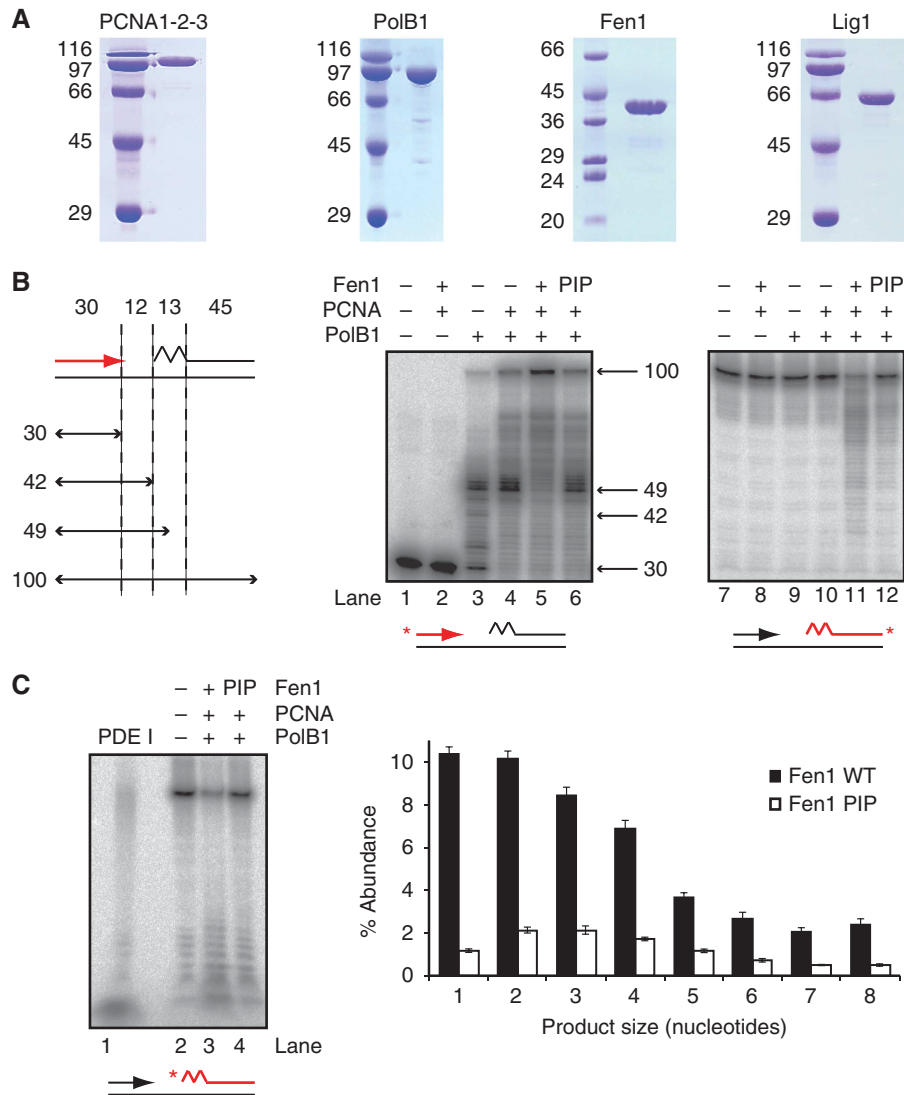 A
PCNA1-2-3
PolB1
Fen1
Lig1
116
97
66
45
29
116
97
66
45
29
66
45
36
29
24
20
116
97
66
45
29
B
30 12 13 45
30
42
49
100
Fen1 – + – – + PIP
PCNA – + – + + +
PolB1 – – + + + +
100
49
42
30
Lane 1 2 3 4 5 6
*
– + – – + PIP
– + – + + +
– – + + + +
7 8 9 10 11 12
*
C
– + PIP Fen1
– + + PCNA
PDE I – + + PolB1
1 2 3 4 Lane
*
% Abundance
10
8
6
4
2
0
Fen1 WT
Fen1 PIP
1 2 3 4 5 6 7 8
Product size (nucleotides)